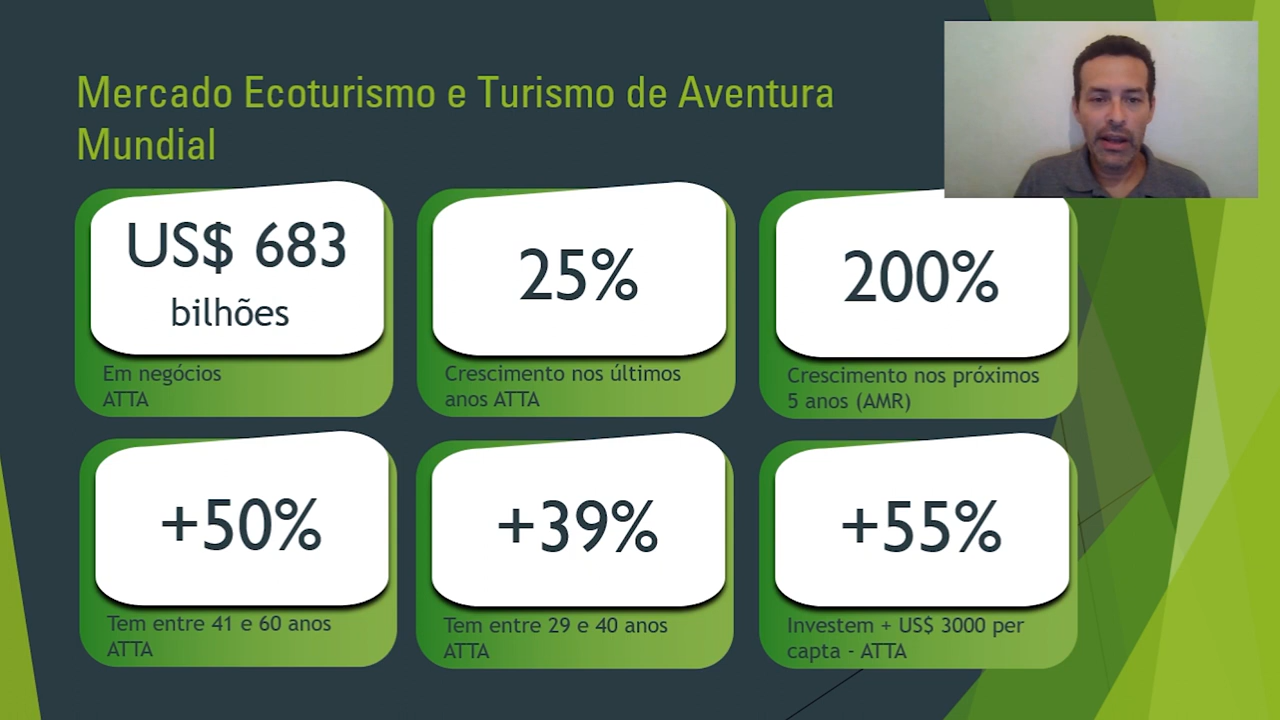 Mercado Ecoturismo e Turismo de Aventura
Mundial
US$ 683
bilhões
Em negócios
ATTA
25%
Crescimento nos últimos
anos ATTA
200%
Crescimento nos próximos
5 anos (AMR)
+50%
Tem entre 41 e 60 anos
ATTA
+39%
Tem entre 29 e 40 anos
ATTA
+55%
Investem + US$ 3000 per
capta - ATTA